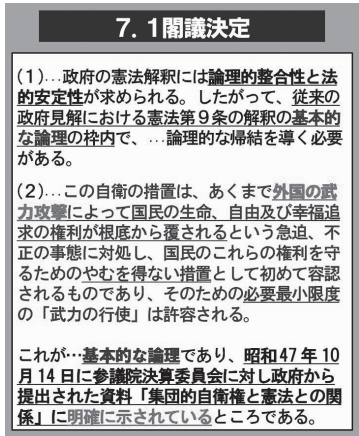 7. 1閣議決定
(1)…政府の憲法解釈には論理的整合性と法
的安定性が求められる。したがって、従来の
政府見解における憲法第9条の解釈の基本的
な論理の枠内で、…論理的な帰結を導く必要
がある。
(2)…この自衛の措置は、あくまで外国の武
力攻撃によって国民の生命、自由及び幸福追
求の権利が根底から覆されるという急迫、不
正の事態に対処し、国民のこれらの権利を守
るためのやむを得ない措置として初めて容認
されるものであり、そのための必要最小限度
の「武力の行使」は許容される。
これが…基本的な論理であり、昭和47年10
月14日に参議院決算委員会に対し政府から
提出された資料「集団的自衛権と憲法との関
係」に明確に示されているところである。